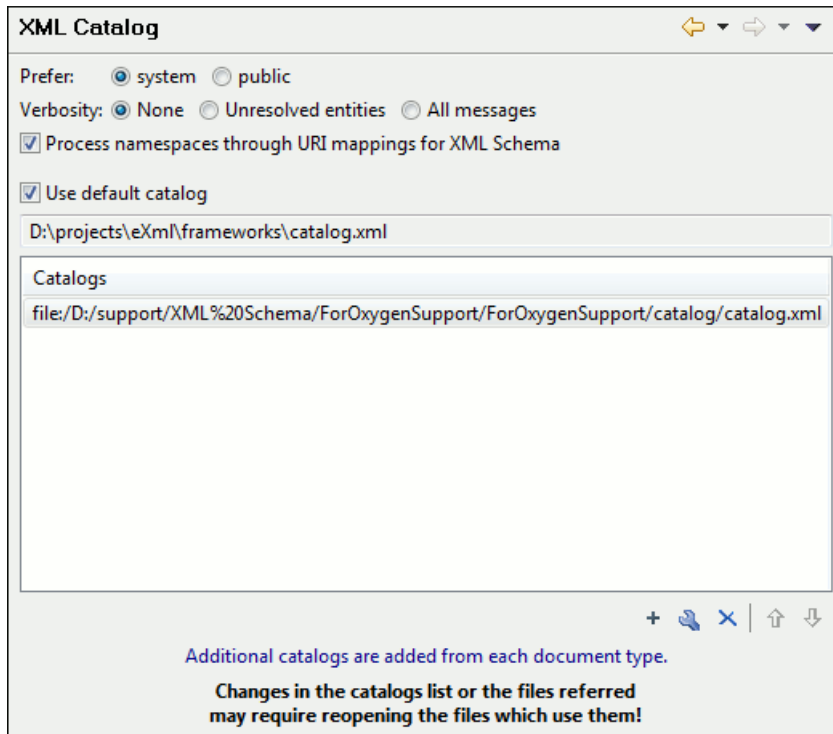 XML Catalog
Prefer: system public
Verbosity: None Unresolved entities All messages
Process namespaces through URI mappings for XML Schema
Use default catalog
D:\projects\eXml\frameworks\catalog.xml
Catalogs
file:/D:/support/XML%20Schema/ForOxygenSupport/ForOxygenSupport/catalog/catalog.xml
Additional catalogs are added from each document type.
Changes in the catalogs list or the files referred
may require reopening the files which use them!